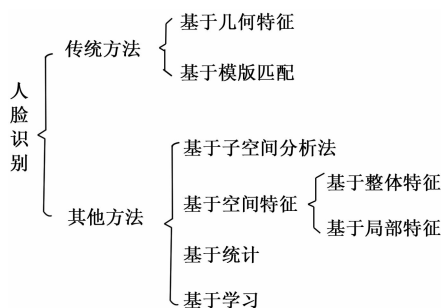 人脸识别
传统方法
基于几何特征
基于模版匹配
其他方法
基于子空间分析法
基于空间特征
基于整体特征
基于局部特征
基于统计
基于学习